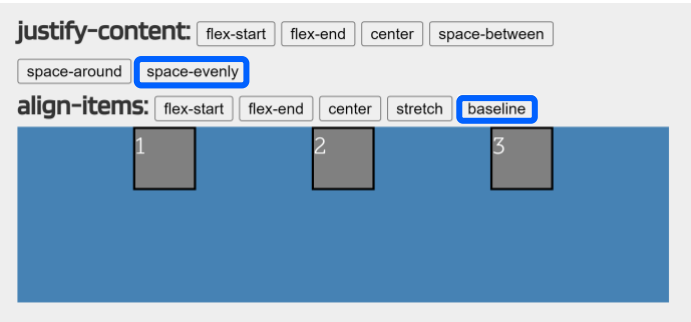 justify-content: flex-start flex-end center space-between
space-around space-evenly
align-items: flex-start flex-end center stretch baseline
1 2 3